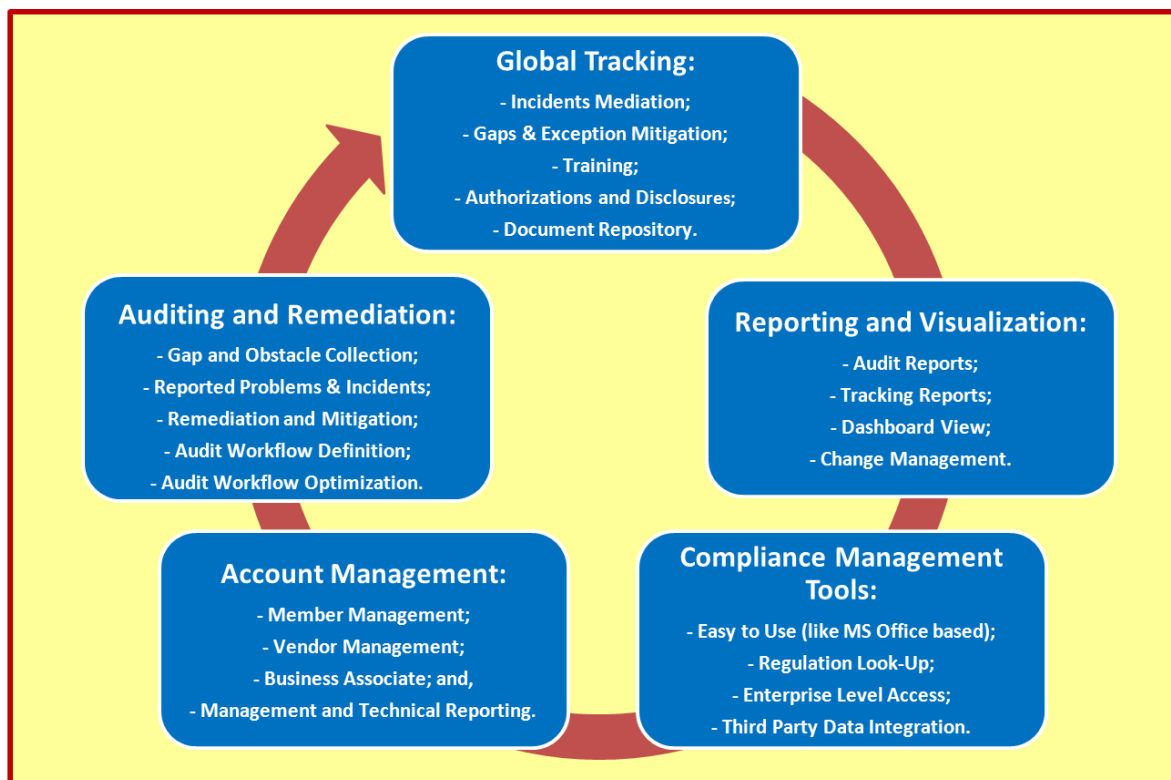 Global Tracking:
- Incidents Mediation;
- Gaps & Exception Mitigation;
- Training;
- Authorizations and Disclosures;
- Document Repository.
Reporting and Visualization:
- Audit Reports;
- Tracking Reports;
- Dashboard View;
- Change Management.
Compliance Management
Tools:
- Easy to Use (like MS Office based);
- Regulation Look-Up;
- Enterprise Level Access;
- Third Party Data Integration.
Account Management:
- Member Management;
- Vendor Management;
- Business Associate; and,
- Management and Technical Reporting.
Auditing and Remediation:
- Gap and Obstacle Collection;
- Reported Problems & Incidents;
- Remediation and Mitigation;
- Audit Workflow Definition;
- Audit Workflow Optimization.